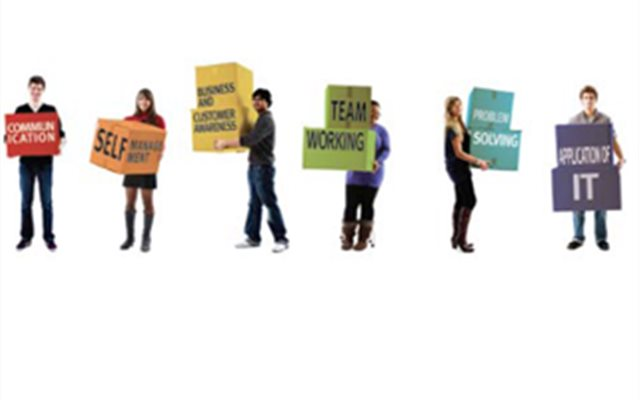 COMMUN
ICATION
SELF
MANAGE
MENT
BUSINESS
AND
CUSTOMER
AWARENESS
TEAM
WORKING
PROBLEM
SOLVING
APPLICATION OF
IT